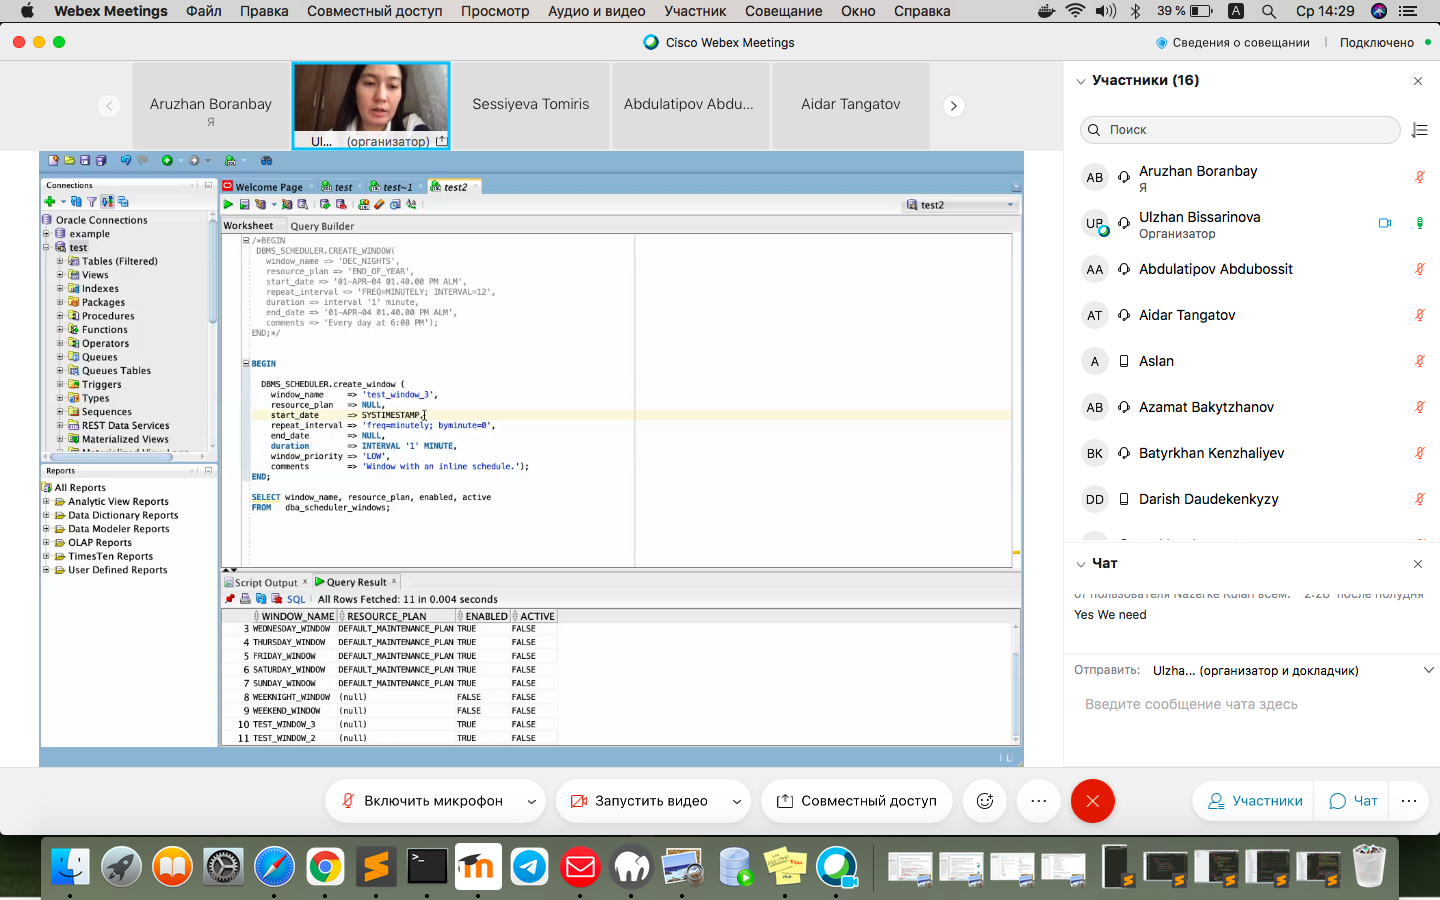 Webex Meetings Файл Правка Совместный доступ Просмотр Аудио и видео Участник Совещание Окно Справка 39 % A Ср 14:29
Cisco Webex Meetings Сведения о совещании Подключено
Aruzhan Boranbay
Я
Ul... (организатор)
Sessiyeva Tomiris
Abdulatipov Abdu...
Aidar Tangatov
Connections
Oracle Connections
example
test
Tables (Filtered)
Views
Indexes
Packages
Procedures
Functions
Operators
Queues
Queues Tables
Triggers
Types
Sequences
REST Data Services
Materialized Views
Reports
All Reports
Analytic View Reports
Data Dictionary Reports
Data Modeler Reports
OLAP Reports
TimesTen Reports
User Defined Reports
Welcome Page test test~1 test2
test2
Worksheet Query Builder
/*BEGIN
DBMS_SCHEDULER.CREATE_WINDOW(
window_name => 'DEC_NIGHTS',
resource_plan => 'END_OF_YEAR',
start_date => '01-APR-04 01.40.00 PM ALM',
repeat_interval => 'FREQ=MINUTELY; INTERVAL=12',
duration => interval '1' minute,
end_date => '01-APR-04 01.40.00 PM ALM',
comments => 'Every day at 6:00 PM');
END;*/
BEGIN
DBMS_SCHEDULER.create_window (
window_name => 'test_window_3',
resource_plan => NULL,
start_date => SYSTIMESTAMP,
repeat_interval => 'freq=minutely; byminute=0',
end_date => NULL,
duration => INTERVAL '1' MINUTE,
window_priority => 'LOW',
comments => 'Window with an inline schedule.');
END;
SELECT window_name, resource_plan, enabled, active
FROM dba_scheduler_windows;
Script Output × Query Result ×
SQL All Rows Fetched: 11 in 0.004 seconds
WINDOW_NAME RESOURCE_PLAN ENABLED ACTIVE
3 WEDNESDAY_WINDOW DEFAULT_MAINTENANCE_PLAN TRUE FALSE
4 THURSDAY_WINDOW DEFAULT_MAINTENANCE_PLAN TRUE FALSE
5 FRIDAY_WINDOW DEFAULT_MAINTENANCE_PLAN TRUE FALSE
6 SATURDAY_WINDOW DEFAULT_MAINTENANCE_PLAN TRUE FALSE
7 SUNDAY_WINDOW DEFAULT_MAINTENANCE_PLAN TRUE FALSE
8 WEEKNIGHT_WINDOW (null) FALSE FALSE
9 WEEKEND_WINDOW (null) FALSE FALSE
10 TEST_WINDOW_3 (null) TRUE FALSE
11 TEST_WINDOW_2 (null) TRUE FALSE
Участники (16)
Поиск
AB Aruzhan Boranbay
Я
UB Ulzhan Bissarinova
Организатор
AA Abdulatipov Abdubossit
AT Aidar Tangatov
A Aslan
AB Azamat Bakytzhanov
BK Batyrkhan Kenzhaliyev
DD Darish Daudekenkyzy
Чат
от пользователя Nazerke Kulan всем: 2:28 после полудня
Yes We need
Отправить: Ulzha... (организатор и докладчик)
Введите сообщение чата здесь
Включить микрофон Запустить видео Совместный доступ Участники Чат